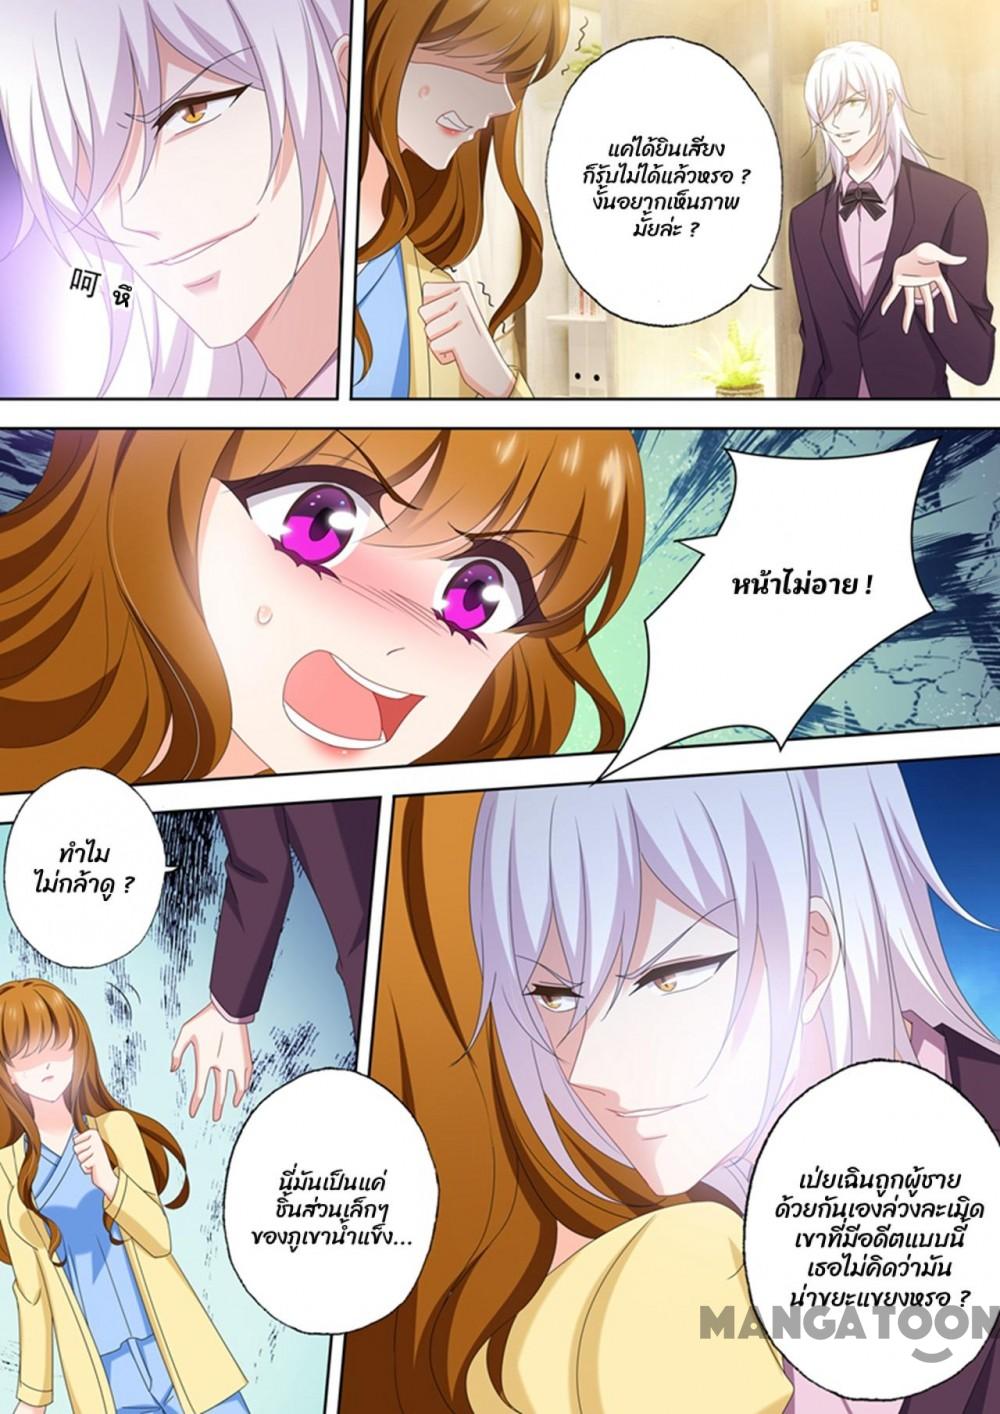 呵 หึ
แค่ได้ยินเสียง
ก็รับไม่ได้แล้วหรอ ?
งั้นอยากเห็นภาพ
มั้ยล่ะ ?
หน้าไม่อาย !
ทำไม
ไม่กล้าดู ?
นี่มันเป็นแค่
ชิ้นส่วนเล็กๆ
ของภูเขาน้ำแข็ง...
เป่ยเฉินถูกผู้ชาย
ด้วยกันเองล่วงละเมิด
เขาที่มีอดีตแบบนี้
เธอไม่คิดว่ามัน
น่าขยะแขยงหรอ ?
MANGATOON